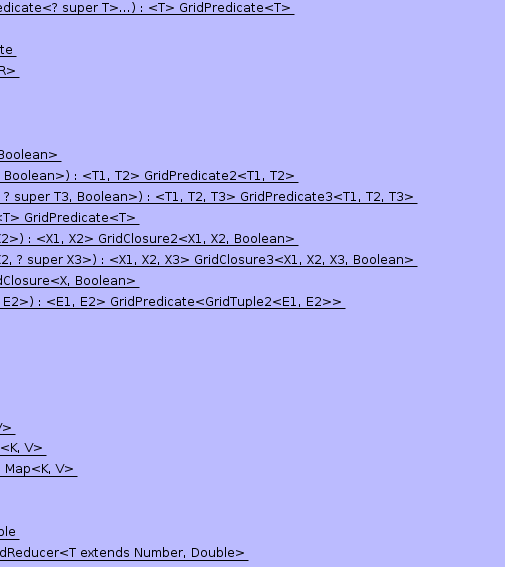 edicate<? super T>...) : <T> GridPredicate<T>
te
R>
Boolean>
Boolean>) : <T1, T2> GridPredicate2<T1, T2>
? super T3, Boolean>) : <T1, T2, T3> GridPredicate3<T1, T2, T3>
<T> GridPredicate<T>
X2>) : <X1, X2> GridClosure2<X1, X2, Boolean>
X2, ? super X3>) : <X1, X2, X3> GridClosure3<X1, X2, X3, Boolean>
dClosure<X, Boolean>
E2>) : <E1, E2> GridPredicate<GridTuple2<E1, E2>>
V>
<K, V>
Map<K, V>
ble
dReducer<T extends Number, Double>